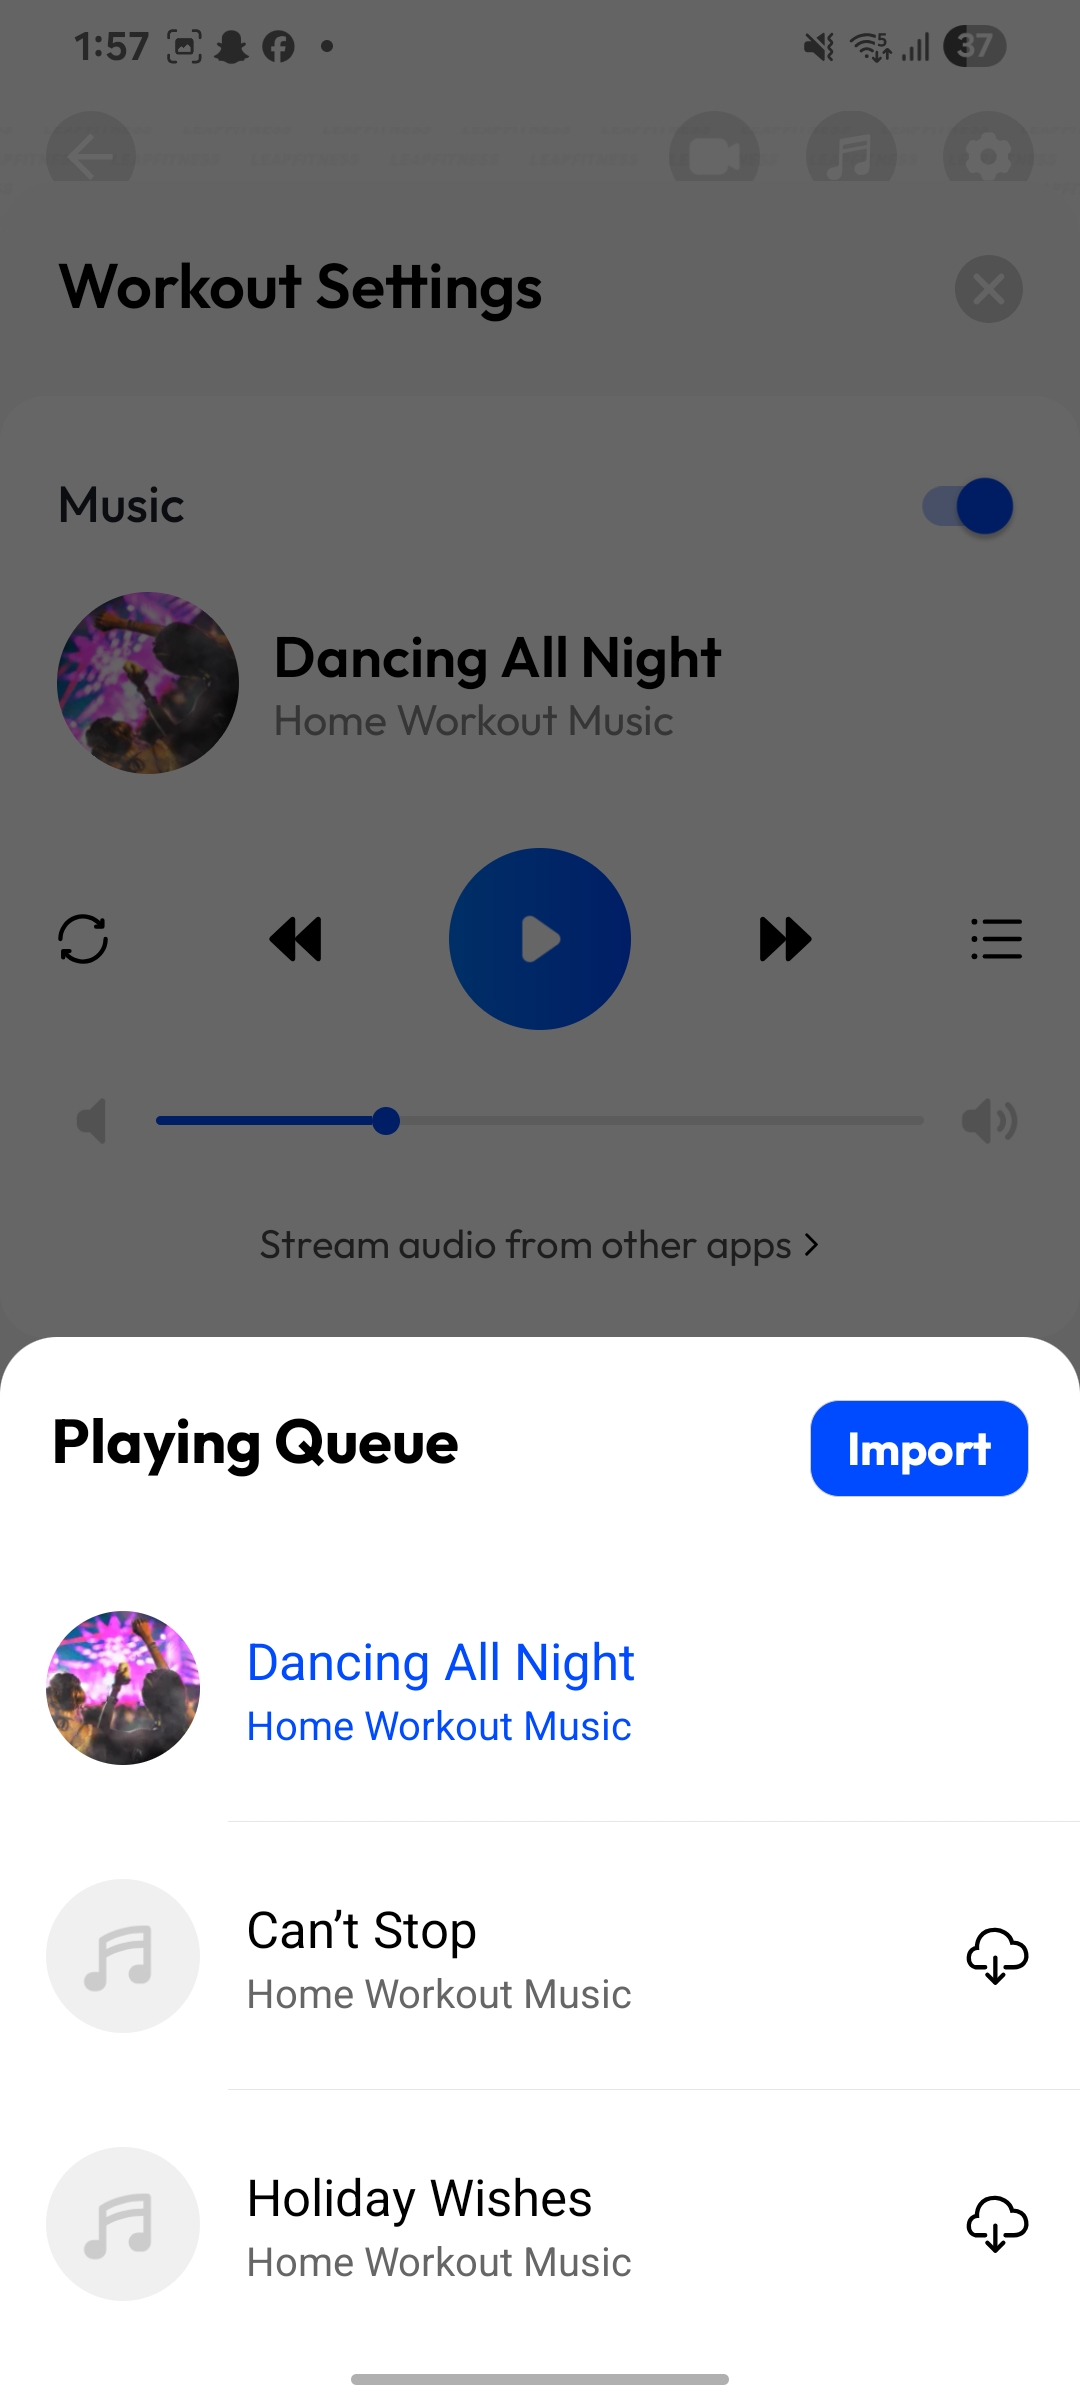 1:57
5
37
Workout Settings
Music
Dancing All Night
Home Workout Music
Stream audio from other apps
Playing Queue
Import
Dancing All Night
Home Workout Music
Can’t Stop
Home Workout Music
Holiday Wishes
Home Workout Music